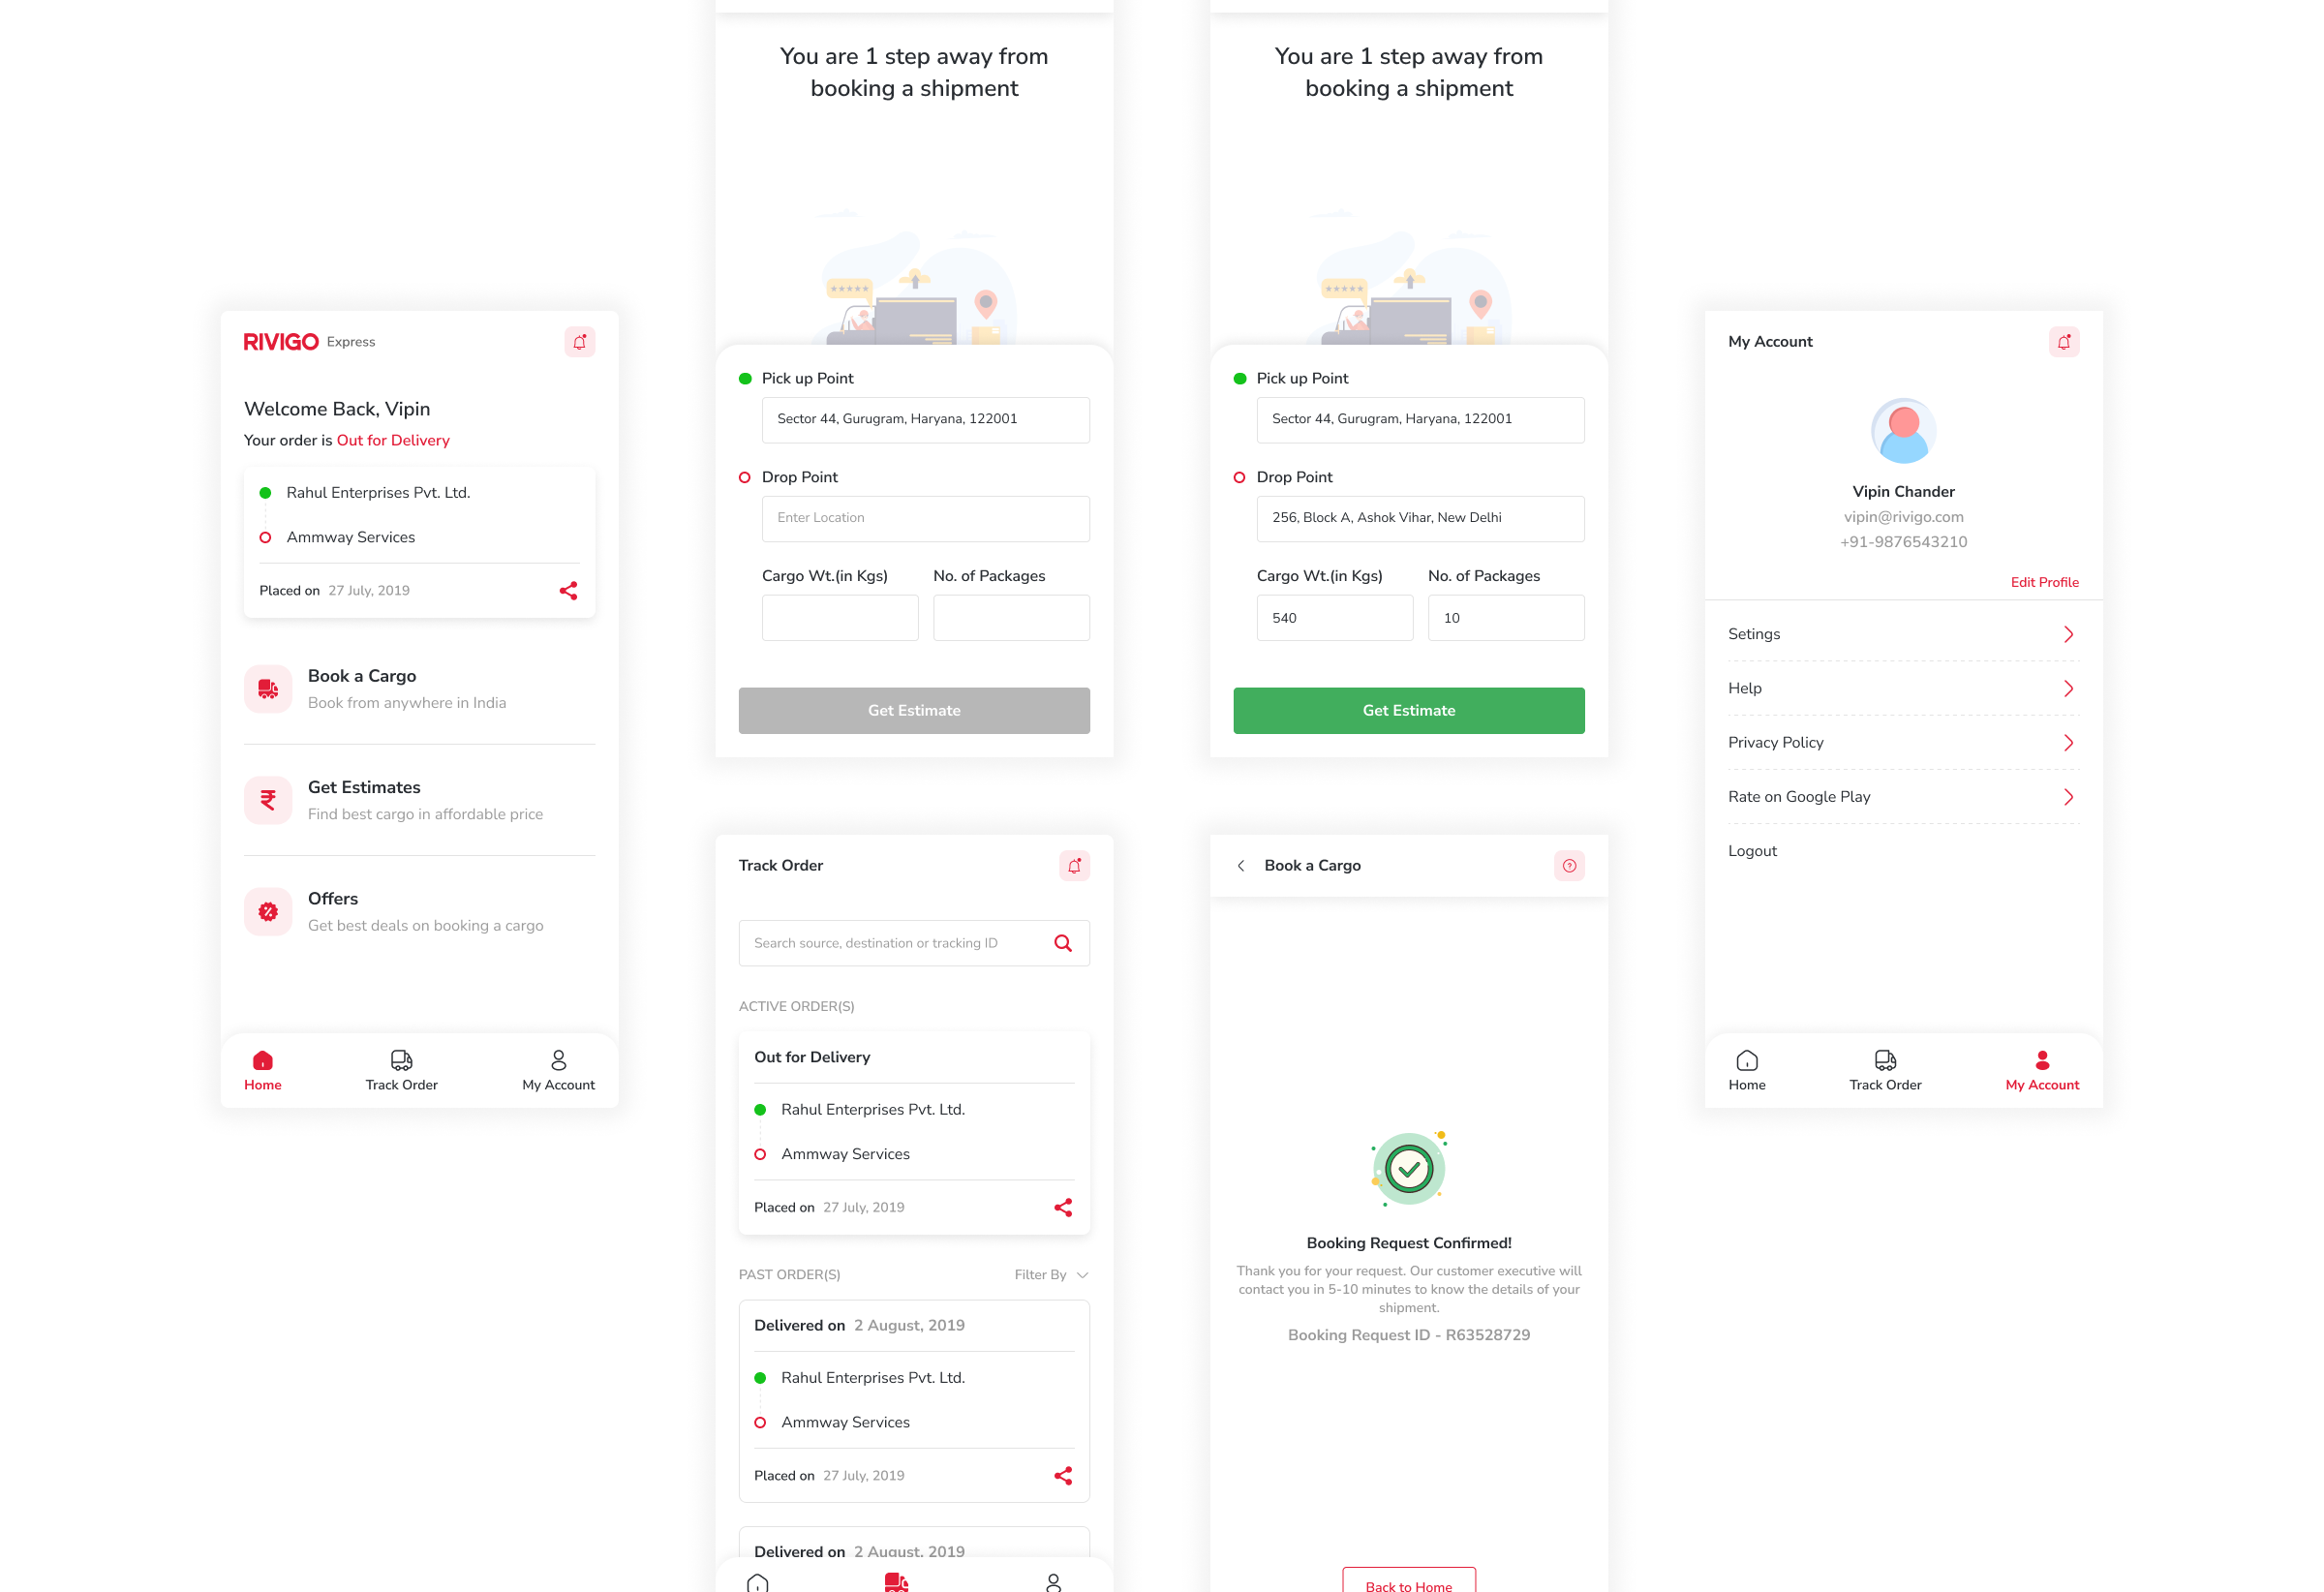 RIVIGO Express
Welcome Back, Vipin
Your order is Out for Delivery
Rahul Enterprises Pvt. Ltd.
Ammway Services
Placed on 27 July, 2019
Book a Cargo
Book from anywhere in India
Get Estimates
Find best cargo in affordable price
Offers
Get best deals on booking a cargo
Home
Track Order
My Account
You are 1 step away from
booking a shipment
Pick up Point
Sector 44, Gurugram, Haryana, 122001
Drop Point
Enter Location
Cargo Wt.(in Kgs)
No. of Packages
Get Estimate
Track Order
Search source, destination or tracking ID
ACTIVE ORDER(S)
Out for Delivery
Rahul Enterprises Pvt. Ltd.
Ammway Services
Placed on 27 July, 2019
PAST ORDER(S)
Filter By
Delivered on 2 August, 2019
Rahul Enterprises Pvt. Ltd.
Ammway Services
Placed on 27 July, 2019
Delivered on 2 August, 2019
You are 1 step away from
booking a shipment
Pick up Point
Sector 44, Gurugram, Haryana, 122001
Drop Point
256, Block A, Ashok Vihar, New Delhi
Cargo Wt.(in Kgs)
No. of Packages
540
10
Get Estimate
Book a Cargo
Booking Request Confirmed!
Thank you for your request. Our customer executive will
contact you in 5-10 minutes to know the details of your
shipment.
Booking Request ID - R63528729
Back to Home
My Account
Vipin Chander
vipin@rivigo.com
+91-9876543210
Edit Profile
Setings
Help
Privacy Policy
Rate on Google Play
Logout
Home
Track Order
My Account